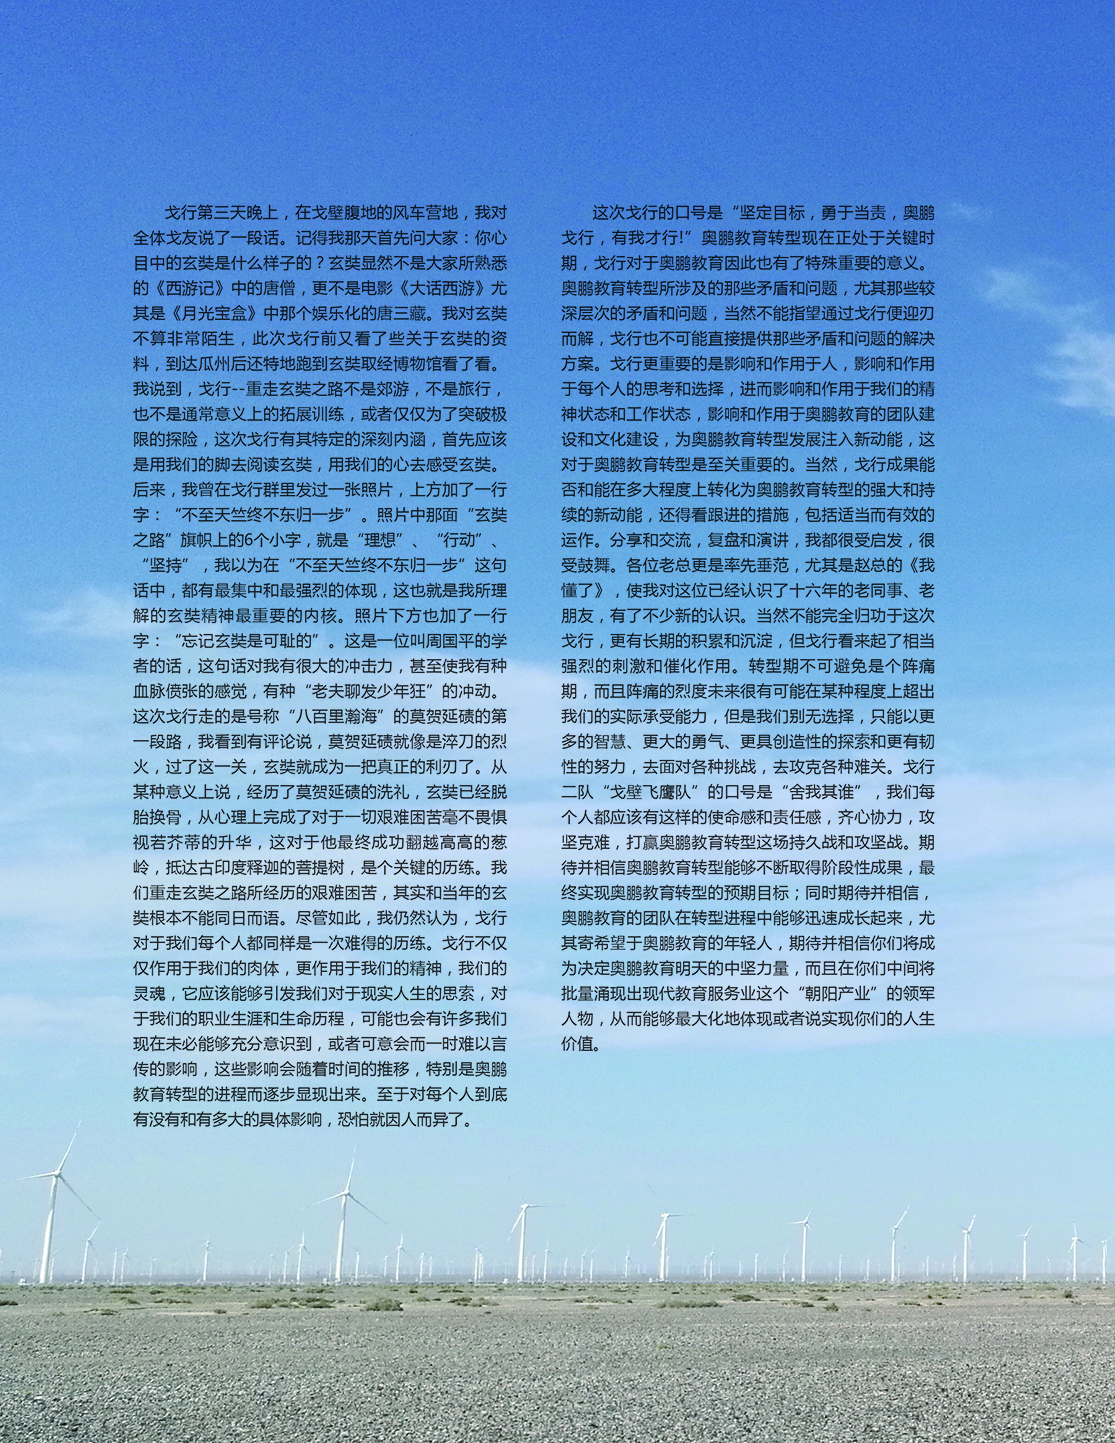 戈行第三天晚上，在戈壁腹地的风车营地，我对
全体戈友说了一段话。记得我那天首先问大家：你心
目中的玄奘是什么样子的？玄奘显然不是大家所熟悉
的《西游记》中的唐僧，更不是电影《大话西游》尤
其是《月光宝盒》中那个娱乐化的唐三藏。我对玄奘
不算非常陌生，此次戈行前又看了些关于玄奘的资
料，到达瓜州后还特地跑到玄奘取经博物馆看了看。
我说到，戈行--重走玄奘之路不是郊游，不是旅行，
也不是通常意义上的拓展训练，或者仅仅为了突破极
限的探险，这次戈行有其特定的深刻内涵，首先应该
是用我们的脚去阅读玄奘，用我们的心去感受玄奘。
后来，我曾在戈行群里发过一张照片，上方加了一行
字：“不至天竺终不东归一步”。照片中那面“玄奘
之路”旗帜上的6个小字，就是“理想”、“行动”、
“坚持”，我以为在“不至天竺终不东归一步”这句
话中，都有最集中和最强烈的体现，这也就是我所理
解的玄奘精神最重要的内核。照片下方也加了一行
字：“忘记玄奘是可耻的”。这是一位叫周国平的学
者的话，这句话对我有很大的冲击力，甚至使我有种
血脉偾张的感觉，有种“老夫聊发少年狂”的冲动。
这次戈行走的是号称“八百里瀚海”的莫贺延碛的第
一段路，我看到有评论说，莫贺延碛就像是淬刀的烈
火，过了这一关，玄奘就成为一把真正的利刃了。从
某种意义上说，经历了莫贺延碛的洗礼，玄奘已经脱
胎换骨，从心理上完成了对于一切艰难困苦毫不畏惧
视若芥蒂的升华，这对于他最终成功翻越高高的葱
岭，抵达古印度释迦的菩提树，是个关键的历练。我
们重走玄奘之路所经历的艰难困苦，其实和当年的玄
奘根本不能同日而语。尽管如此，我仍然认为，戈行
对于我们每个人都同样是一次难得的历练。戈行不仅
仅作用于我们的肉体，更作用于我们的精神，我们的
灵魂，它应该能够引发我们对于现实人生的思索，对
于我们的职业生涯和生命历程，可能也会有许多我们
现在未必能够充分意识到，或者可意会而一时难以言
传的影响，这些影响会随着时间的推移，特别是奥鹏
教育转型的进程而逐步显现出来。至于对每个人到底
有没有和有多大的具体影响，恐怕就因人而异了。
这次戈行的口号是“坚定目标，勇于当责，奥鹏
戈行，有我才行!”奥鹏教育转型现在正处于关键时
期，戈行对于奥鹏教育因此也有了特殊重要的意义。
奥鹏教育转型所涉及的那些矛盾和问题，尤其那些较
深层次的矛盾和问题，当然不能指望通过戈行便迎刃
而解，戈行也不可能直接提供那些矛盾和问题的解决
方案。戈行更重要的是影响和作用于人，影响和作用
于每个人的思考和选择，进而影响和作用于我们的精
神状态和工作状态，影响和作用于奥鹏教育的团队建
设和文化建设，为奥鹏教育转型发展注入新动能，这
对于奥鹏教育转型是至关重要的。当然，戈行成果能
否和能在多大程度上转化为奥鹏教育转型的强大和持
续的新动能，还得看跟进的措施，包括适当而有效的
运作。分享和交流，复盘和演讲，我都很受启发，很
受鼓舞。各位老总更是率先垂范，尤其是赵总的《我
懂了》，使我对这位已经认识了十六年的老同事、老
朋友，有了不少新的认识。当然不能完全归功于这次
戈行，更有长期的积累和沉淀，但戈行看来起了相当
强烈的刺激和催化作用。转型期不可避免是个阵痛
期，而且阵痛的烈度未来很有可能在某种程度上超出
我们的实际承受能力，但是我们别无选择，只能以更
多的智慧、更大的勇气、更具创造性的探索和更有韧
性的努力，去面对各种挑战，去攻克各种难关。戈行
二队“戈壁飞鹰队”的口号是“舍我其谁”，我们每
个人都应该有这样的使命感和责任感，齐心协力，攻
坚克难，打赢奥鹏教育转型这场持久战和攻坚战。期
待并相信奥鹏教育转型能够不断取得阶段性成果，最
终实现奥鹏教育转型的预期目标；同时期待并相信，
奥鹏教育的团队在转型进程中能够迅速成长起来，尤
其寄希望于奥鹏教育的年轻人，期待并相信你们将成
为决定奥鹏教育明天的中坚力量，而且在你们中间将
批量涌现出现代教育服务业这个“朝阳产业”的领军
人物，从而能够最大化地体现或者说实现你们的人生
价值。